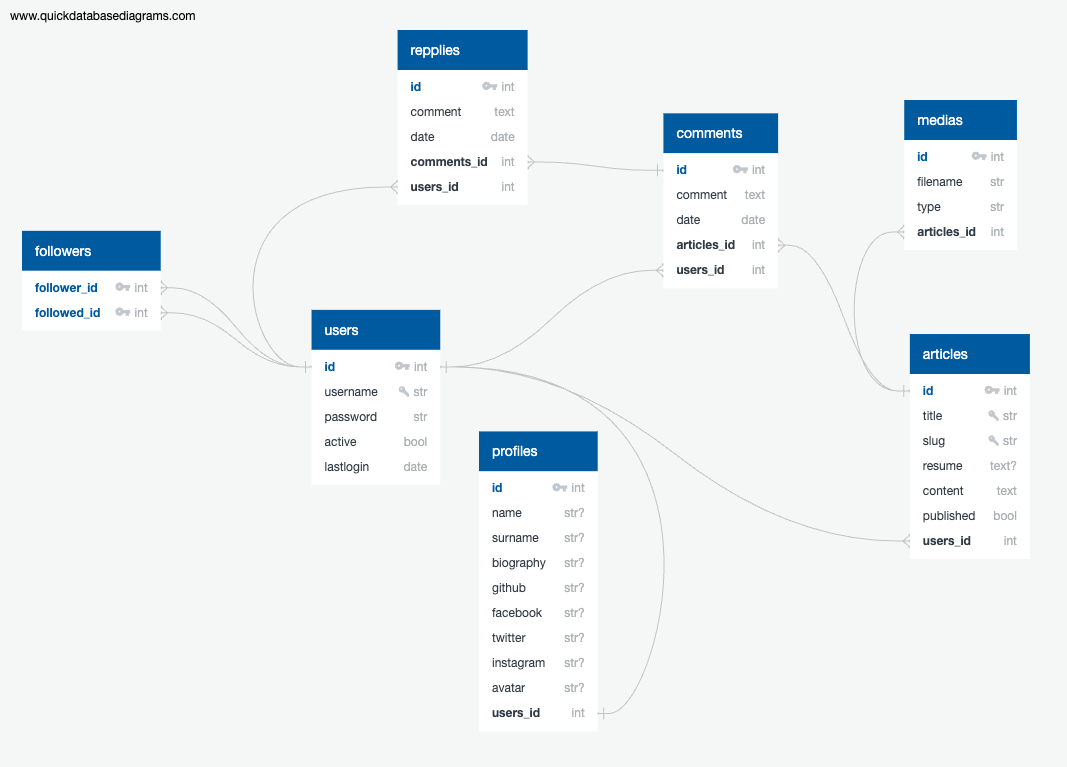 www.quickdatabasediagrams.com
repplies
id int
comment text
date date
comments_id int
users_id int
comments
id int
comment text
date date
articles_id int
users_id int
medias
id int
filename str
type str
articles_id int
followers
follower_id int
followed_id int
users
id int
username str
password str
active bool
lastlogin date
articles
id int
title str
slug str
resume text?
content text
published bool
users_id int
profiles
id int
name str?
surname str?
biography str?
github str?
facebook str?
twitter str?
instagram str?
avatar str?
users_id int